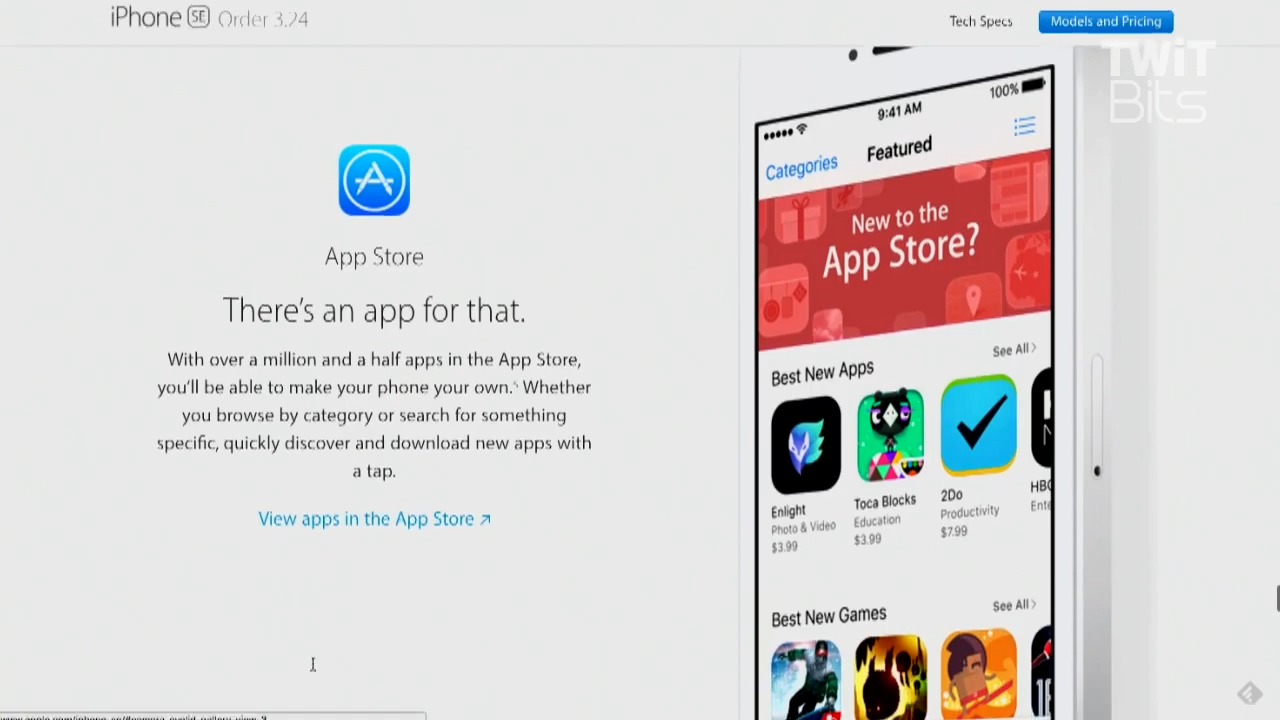 iPhone SE Order 3.24
Tech Specs
Models and Pricing
TWiT
Bits
App Store
There's an app for that.
With over a million and a half apps in the App Store,
you'll be able to make your phone your own. Whether
you browse by category or search for something
specific, quickly discover and download new apps with
a tap.
View apps in the App Store
9:41 AM
100%
Categories
Featured
New to the
App Store?
Best New Apps
See All
Enlight
Photo & Video
$3.99
Toca Blocks
Education
$3.99
2Do
Productivity
$7.99
HBO
Best New Games
See All